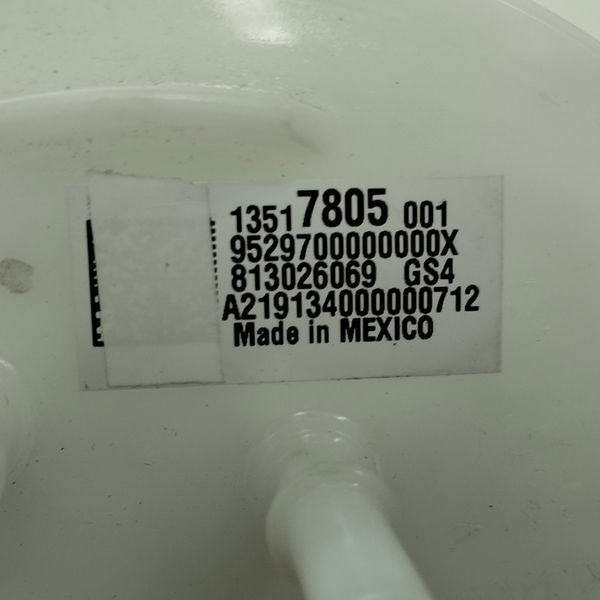 13517805 001
9529700000000X
813026069 GS4
A219134000000712
Made in MEXICO